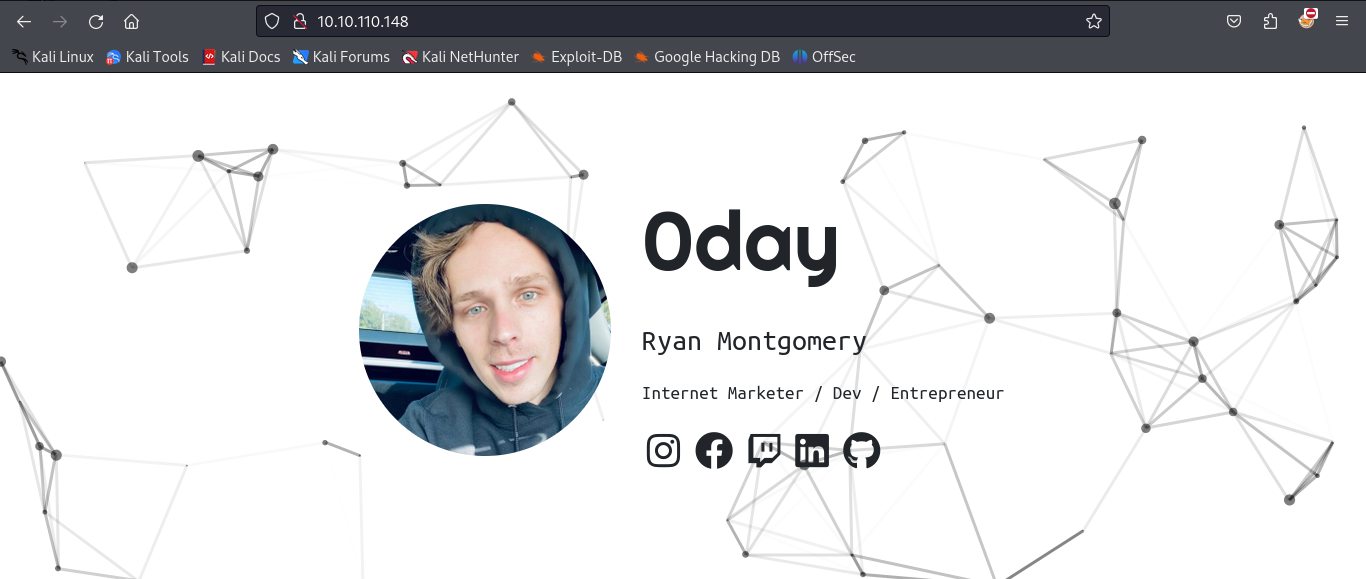 10.10.110.148
Kali Linux Kali Tools Kali Docs Kali Forums Kali NetHunter Exploit-DB Google Hacking DB OffSec
0day
Ryan Montgomery
Internet Marketer / Dev / Entrepreneur